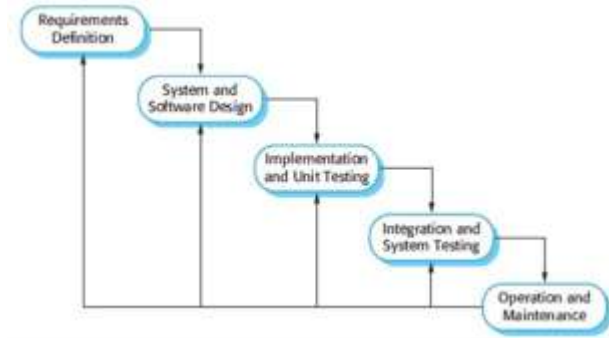 Requirements
Definition
System and
Software Design
Implementation
and Unit Testing
Integration and
System Testing
Operation and
Maintenance